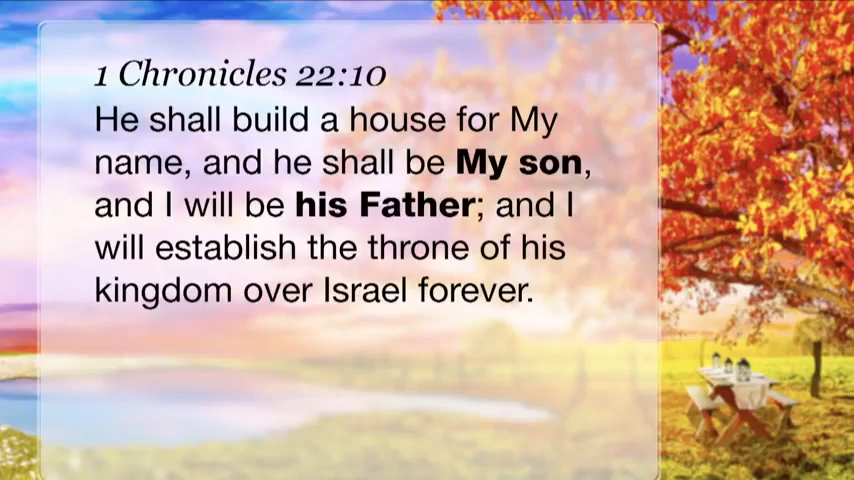 1 Chronicles 22:10
He shall build a house for My
name, and he shall be My son,
and I will be his Father; and I
will establish the throne of his
kingdom over Israel forever.